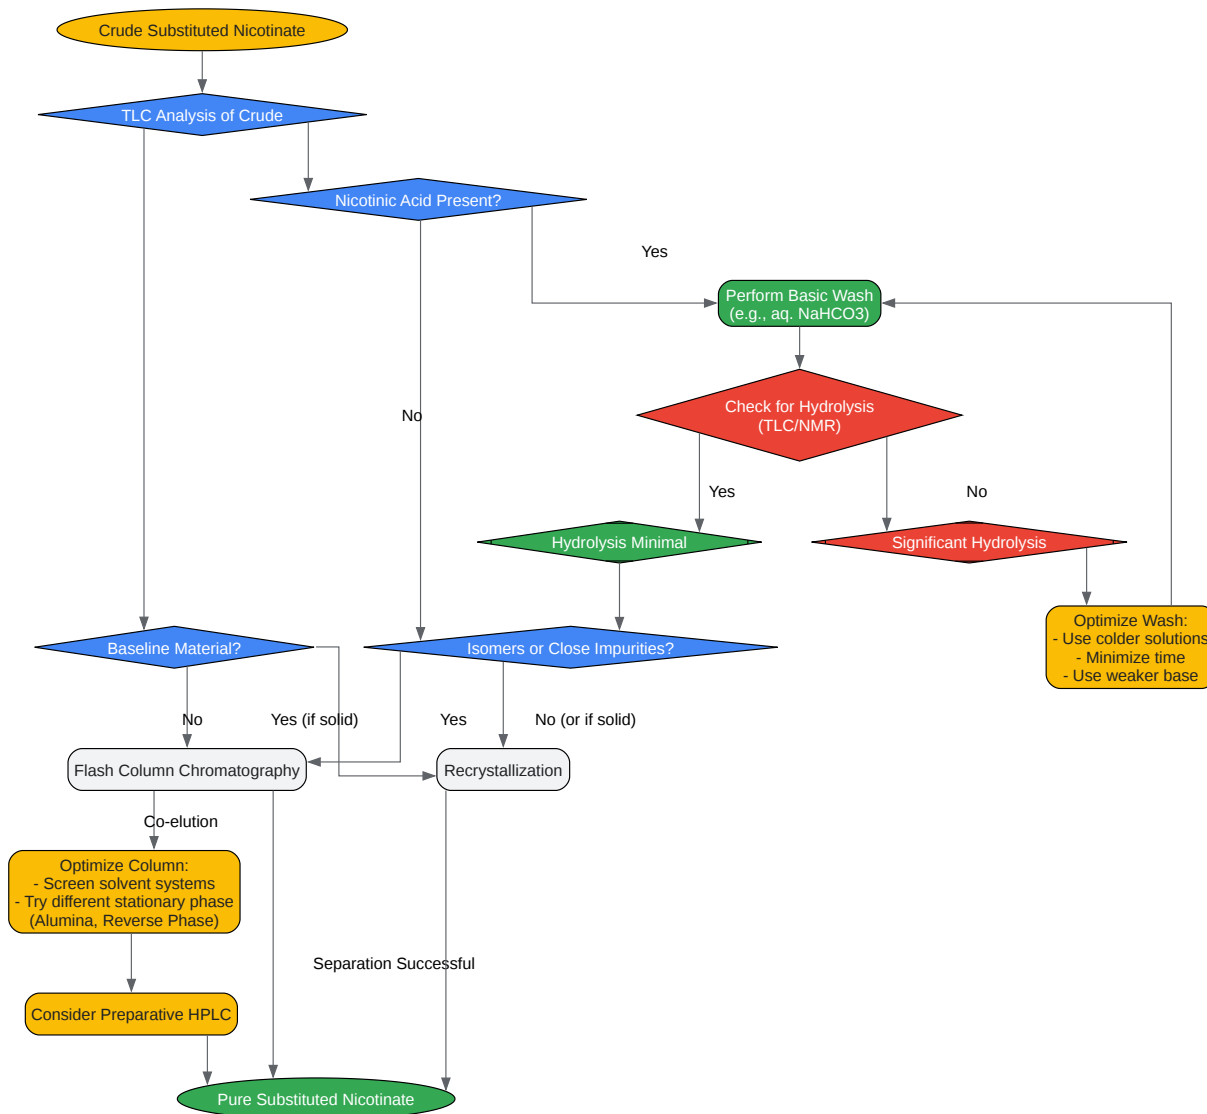 Crude Substituted Nicotinate
TLC Analysis of Crude
Nicotinic Acid Present?
Yes
Perform Basic Wash
(e.g., aq. NaHCO3)
No
Check for Hydrolysis
(TLC/NMR)
Yes
No
Hydrolysis Minimal
Significant Hydrolysis
Optimize Wash:
- Use colder solutions
- Minimize time
- Use weaker base
Baseline Material?
Isomers or Close Impurities?
No
Yes (if solid)
Yes
No (or if solid)
Flash Column Chromatography
Recrystallization
Co-elution
Optimize Column:
- Screen solvent systems
- Try different stationary phase
(Alumina, Reverse Phase)
Separation Successful
Consider Preparative HPLC
Pure Substituted Nicotinate